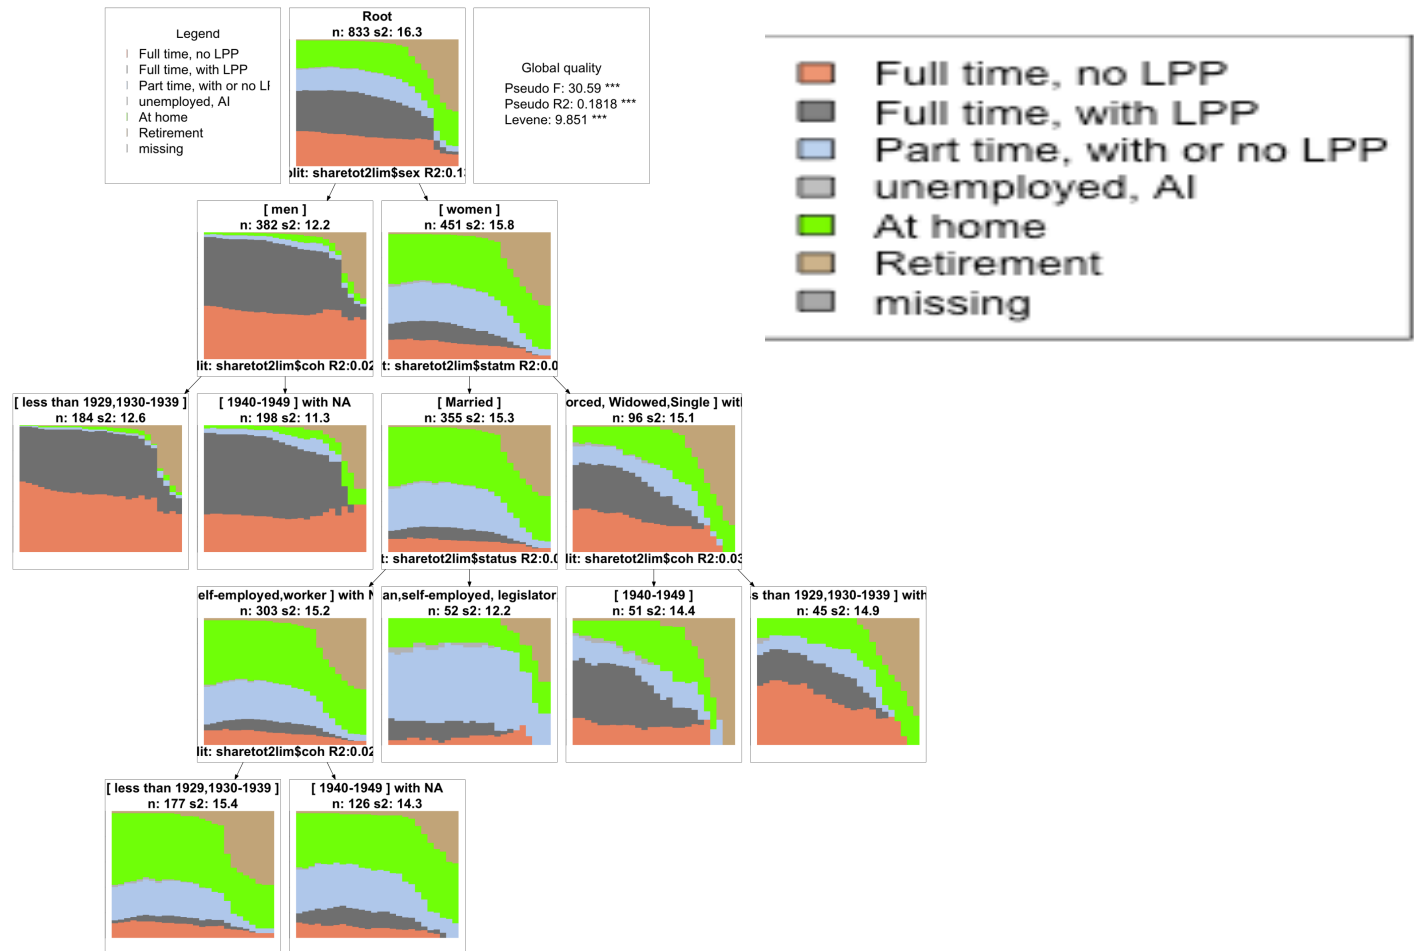 Legend
Full time, no LPP
Full time, with LPP
Part time, with or no LF
unemployed, AI
At home
Retirement
missing
Root
n: 833 s2: 16.3
plit: sharetot2lim$sex R2:0.1
Global quality
Pseudo F: 30.59 ***
Pseudo R2: 0.1818 ***
Levene: 9.851 ***
Full time, no LPP
Full time, with LPP
Part time, with or no LPP
unemployed, AI
At home
Retirement
missing
[ men ]
n: 382 s2: 12.2
lit: sharetot2lim$coh R2:0.02
[ women ]
n: 451 s2: 15.8
t: sharetot2lim$statm R2:0.0
[ less than 1929,1930-1939 ]
n: 184 s2: 12.6
[ 1940-1949 ] with NA
n: 198 s2: 11.3
[ Married ]
n: 355 s2: 15.3
t: sharetot2lim$status R2:0.0
orced, Widowed,Single ] witl
n: 96 s2: 15.1
lit: sharetot2lim$coh R2:0.03
elf-employed,worker ] with N
n: 303 s2: 15.2
lit: sharetot2lim$coh R2:0.02
an,self-employed, legislator
n: 52 s2: 12.2
[ 1940-1949 ]
n: 51 s2: 14.4
s than 1929,1930-1939 ] with
n: 45 s2: 14.9
[ less than 1929,1930-1939 ]
n: 177 s2: 15.4
[ 1940-1949 ] with NA
n: 126 s2: 14.3